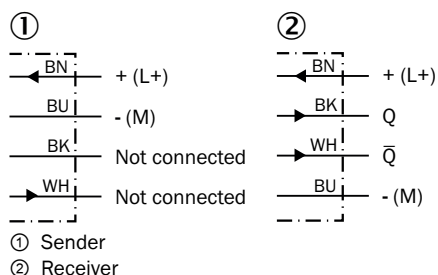 ① ②
BN + (L+)
BU - (M)
BK Not connected
WH Not connected
BN + (L+)
BK Q
WH Q̅
BU - (M)
① Sender
② Receiver